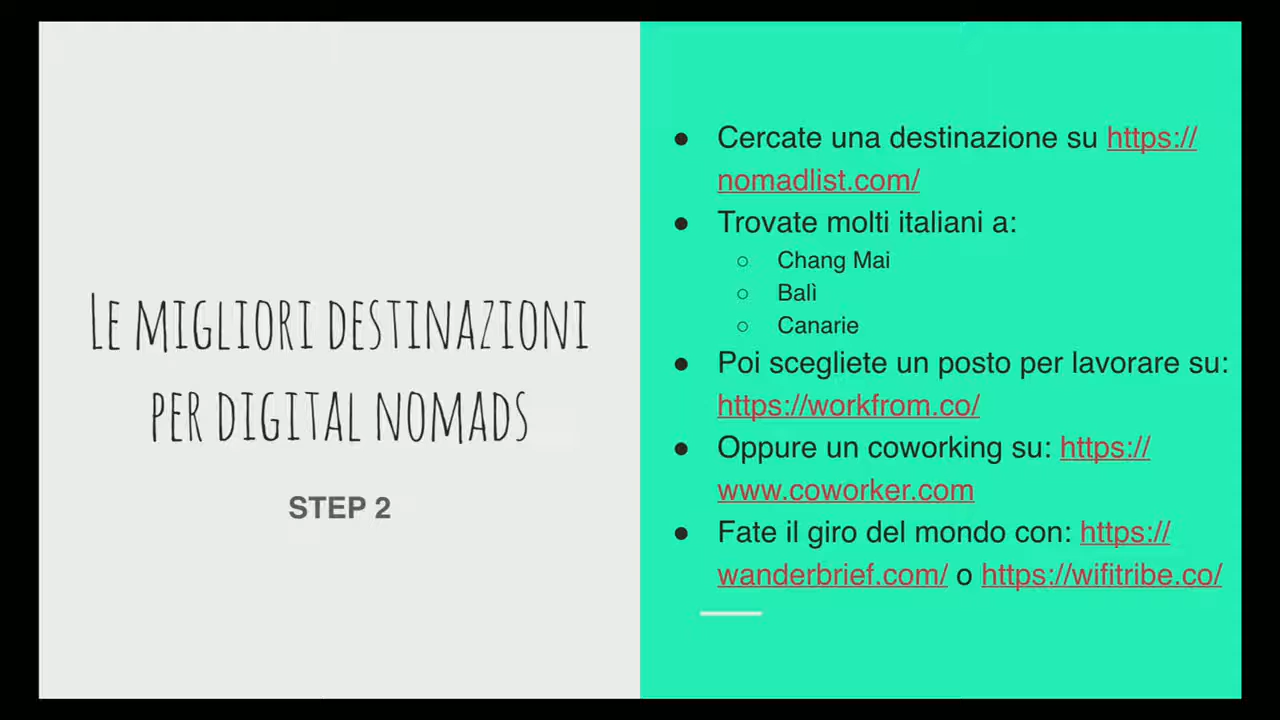 Le migliori destinazioni
per digital nomads
STEP 2
● Cercate una destinazione su https://
nomadlist.com/
● Trovate molti italiani a:
○ Chang Mai
○ Balì
○ Canarie
● Poi scegliete un posto per lavorare su:
https://workfrom.co/
● Oppure un coworking su: https://
www.coworker.com
● Fate il giro del mondo con: https://
wanderbrief.com/ o https://wifitribe.co/